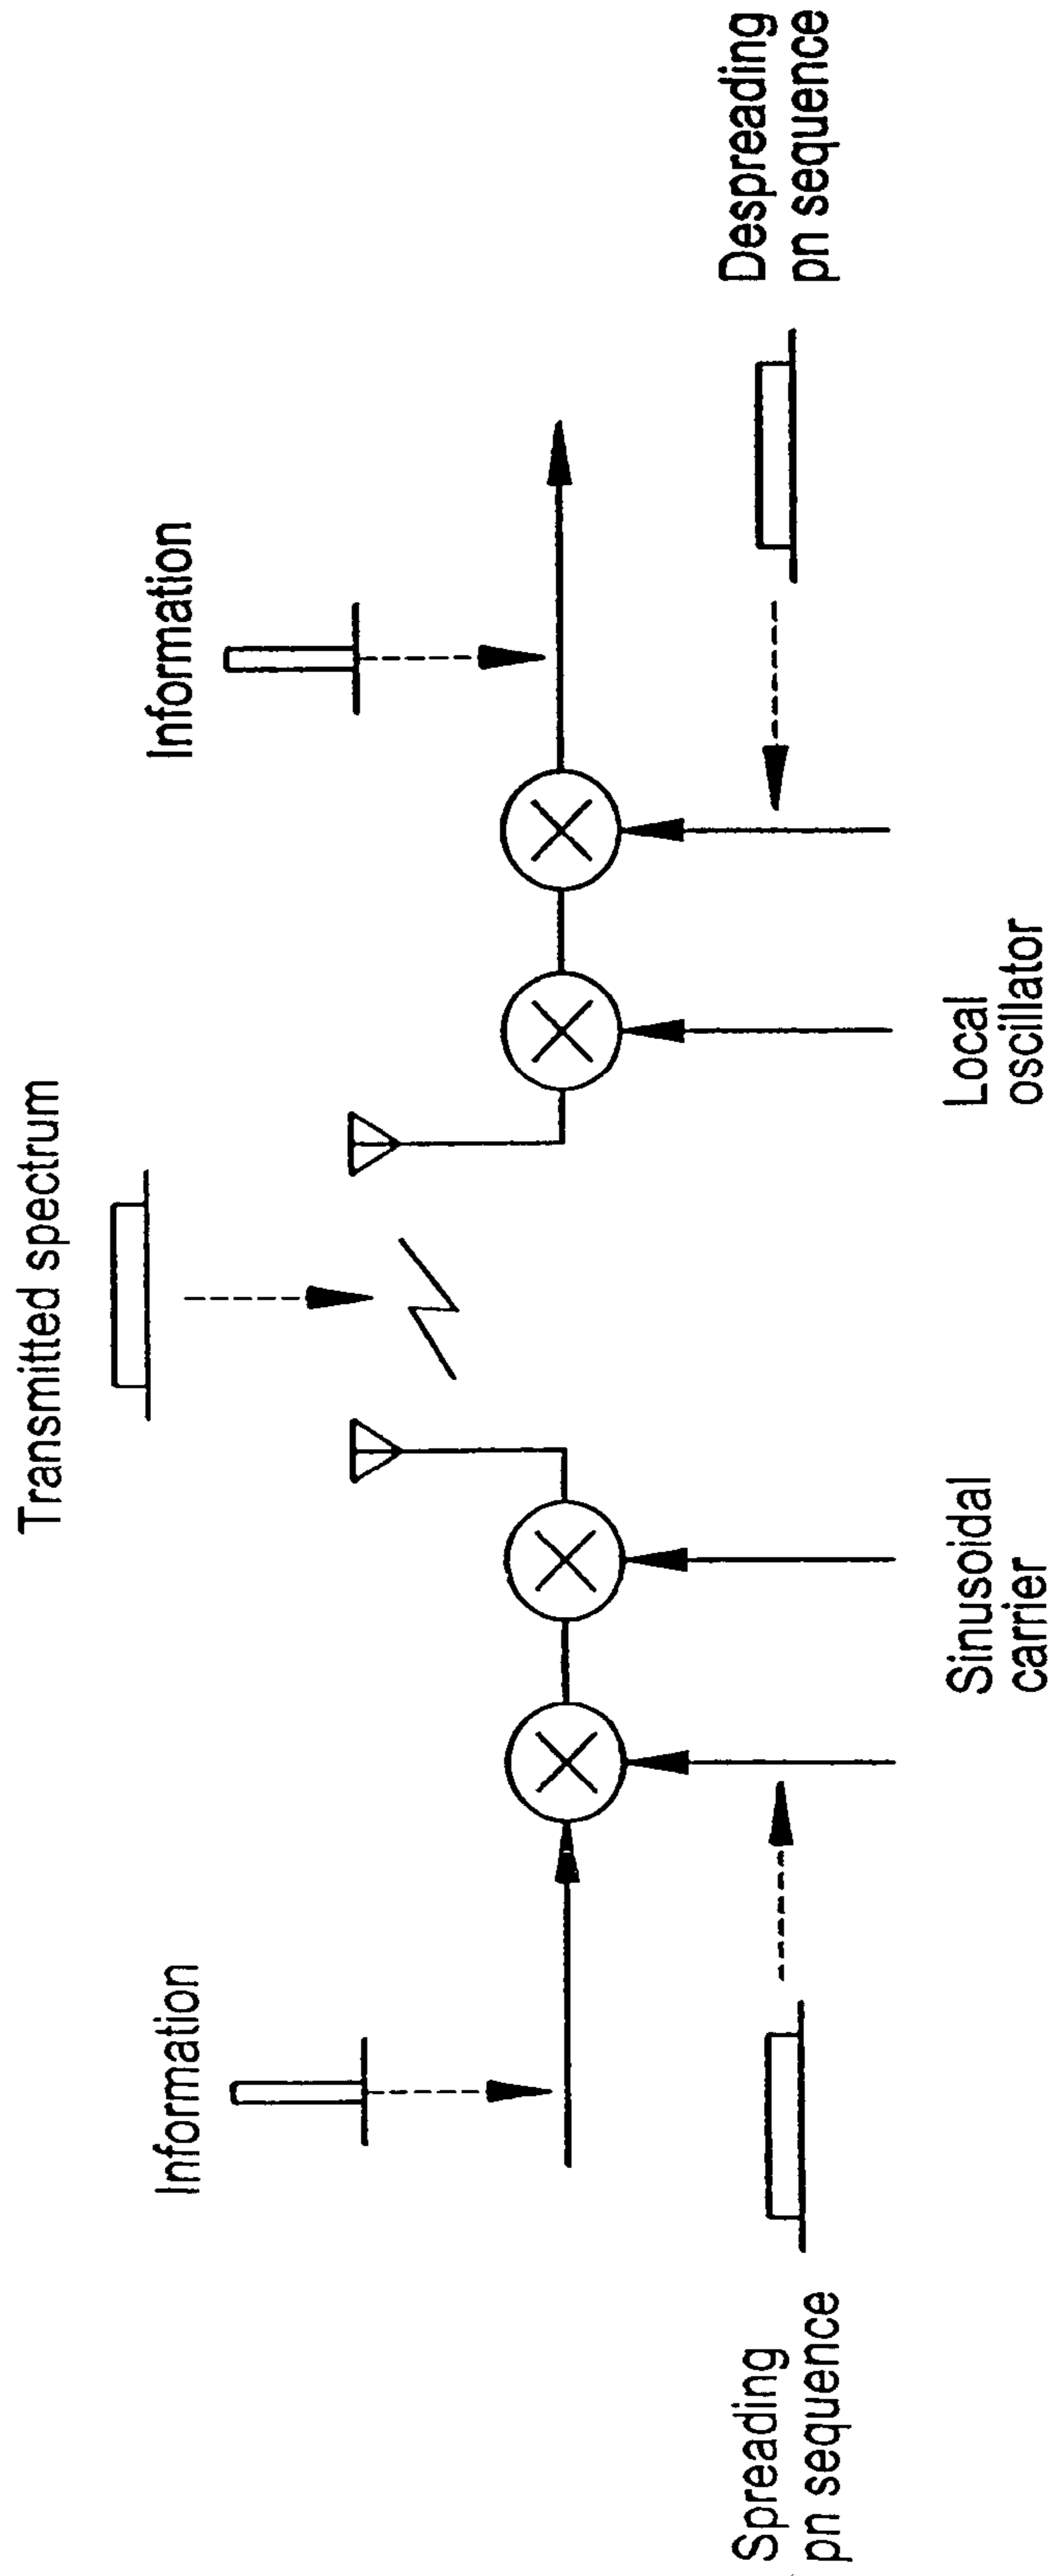 Transmitted spectrum
Information
Information
Spreading
pn sequence
Despreading
pn sequence
Sinusoidal
carrier
Local
oscillator